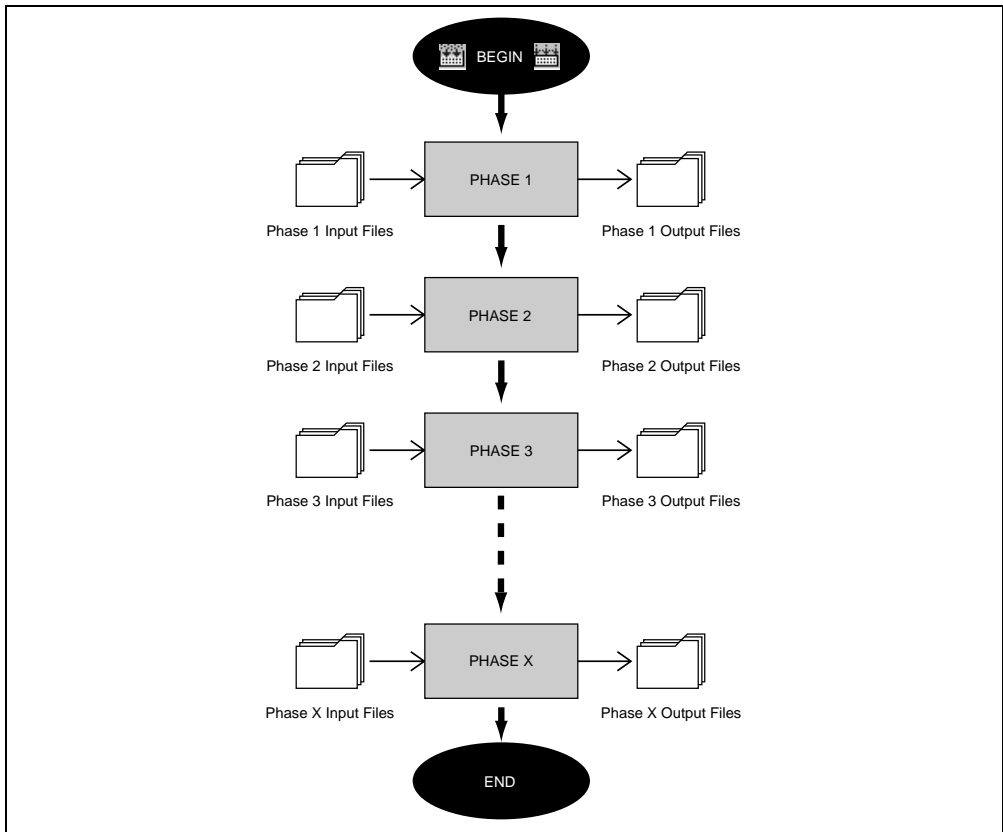 BEGIN
PHASE 1
Phase 1 Input Files
Phase 1 Output Files
PHASE 2
Phase 2 Input Files
Phase 2 Output Files
PHASE 3
Phase 3 Input Files
Phase 3 Output Files
PHASE X
Phase X Input Files
Phase X Output Files
END